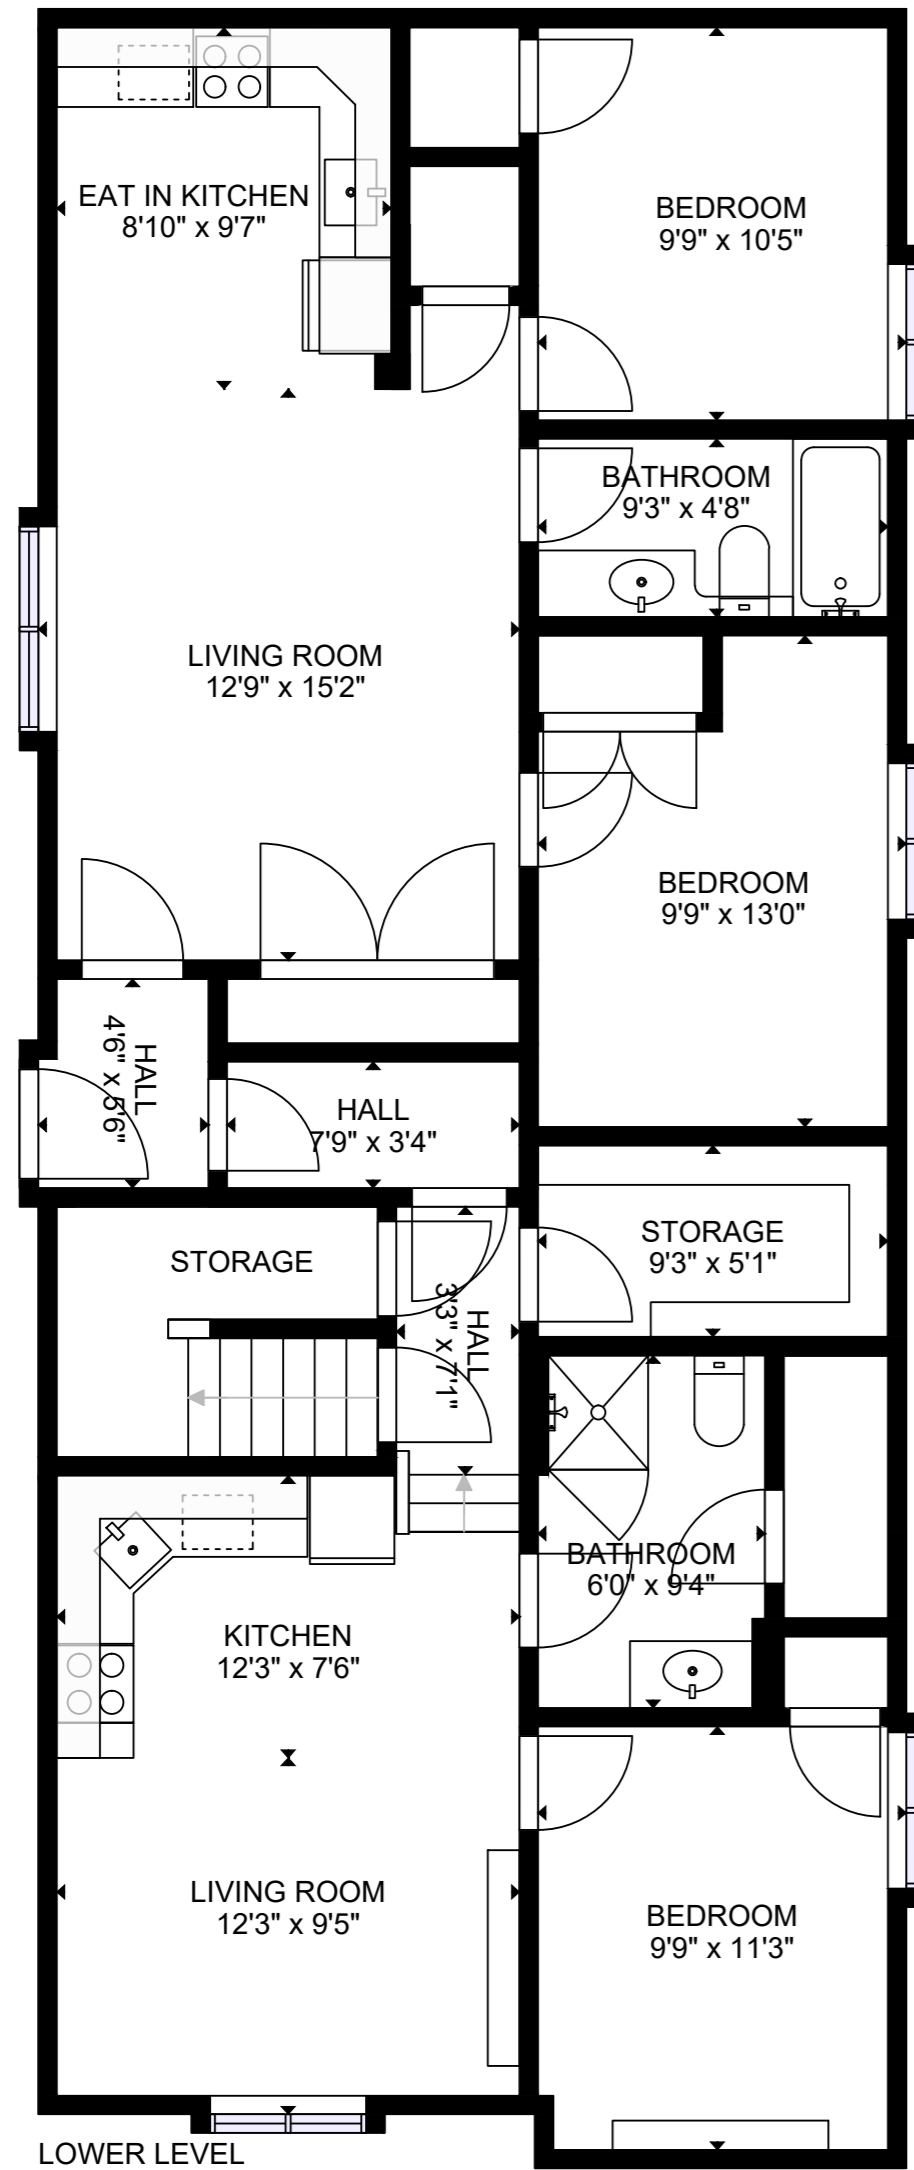 EAT IN KITCHEN
8'10" x 9'7"
BEDROOM
9'9" x 10'5"
BATHROOM
9'3" x 4'8"
LIVING ROOM
12'9" x 15'2"
BEDROOM
9'9" x 13'0"
HALL
4'6" x 5'6"
HALL
7'9" x 3'4"
STORAGE
STORAGE
9'3" x 5'1"
HALL
3'3" x 7'1"
BATHROOM
6'0" x 9'4"
KITCHEN
12'3" x 7'6"
LIVING ROOM
12'3" x 9'5"
BEDROOM
9'9" x 11'3"
LOWER LEVEL